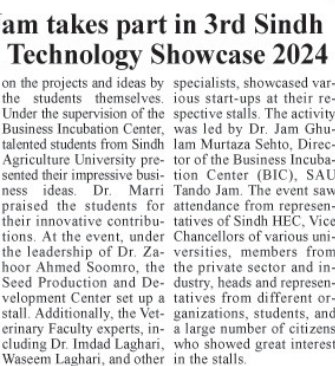 Jam takes part in 3rd Sindh
Technology Showcase 2024
on the projects and ideas by
the students themselves.
Under the supervision of the
Business Incubation Center,
talented students from Sindh
Agriculture University pre-
sented their impressive busi-
ness ideas. Dr. Marri
praised the students for
their innovative contribu-
tions. At the event, under
the leadership of Dr. Za-
hoor Ahmed Soomro, the
Seed Production and De-
velopment Center set up a
stall. Additionally, the Vet-
erinary Faculty experts, in-
cluding Dr. Imdad Laghari,
Waseem Laghari, and other
specialists, showcased var-
ious start-ups at their re-
spective stalls. The activity
was led by Dr. Jam Ghu-
lam Murtaza Sehto, Direc-
tor of the Business Incuba-
tion Center (BIC), SAU
Tando Jam. The event saw
attendance from represen-
tatives of Sindh HEC, Vice
Chancellors of various uni-
versities, members from
the private sector and in-
dustry, heads and represen-
tatives from different or-
ganizations, students, and
a large number of citizens
who showed great interest
in the stalls.